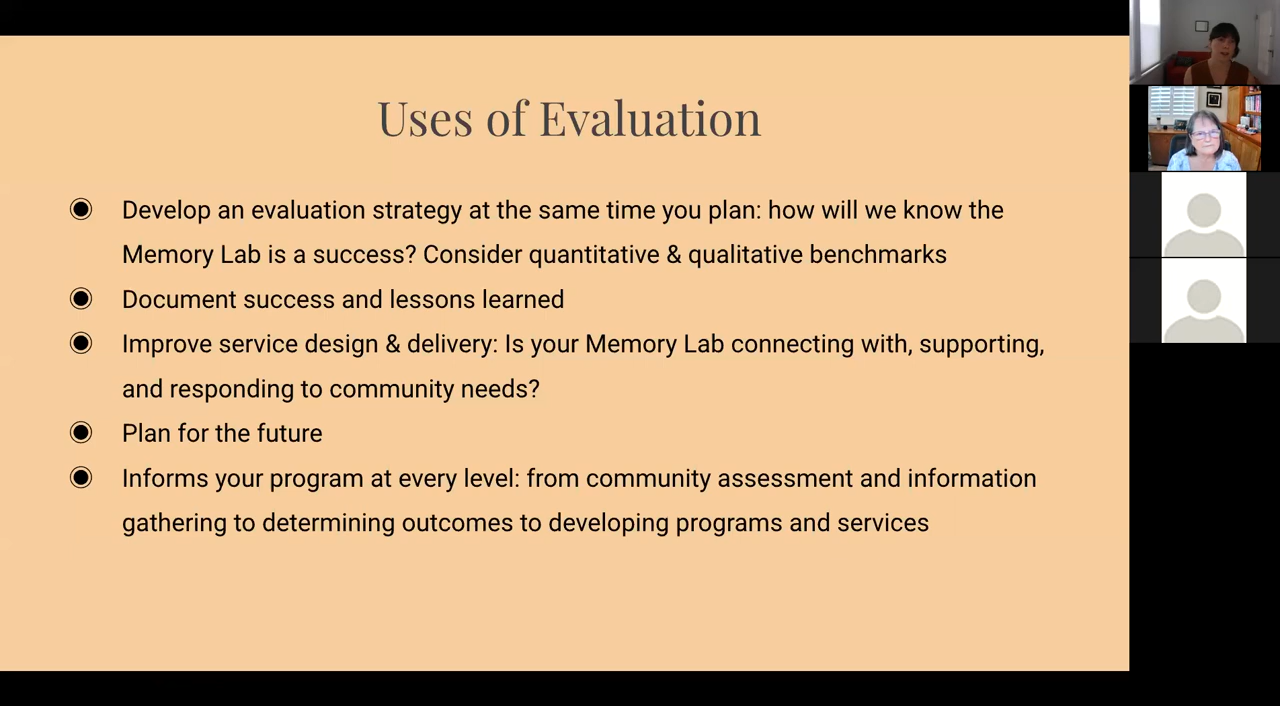 Uses of Evaluation
Develop an evaluation strategy at the same time you plan: how will we know the
Memory Lab is a success? Consider quantitative & qualitative benchmarks
Document success and lessons learned
Improve service design & delivery: Is your Memory Lab connecting with, supporting,
and responding to community needs?
Plan for the future
Informs your program at every level: from community assessment and information
gathering to determining outcomes to developing programs and services